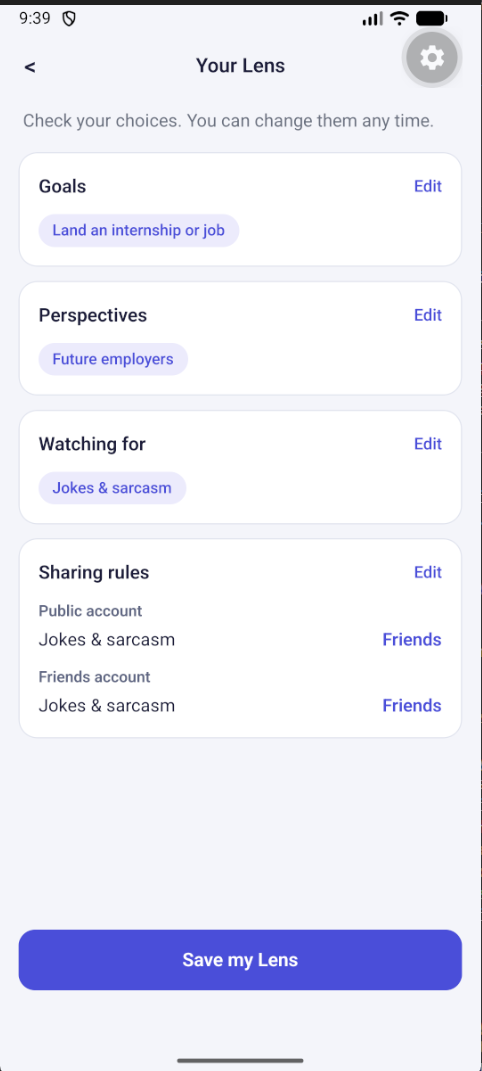 9:39
<
Your Lens
Check your choices. You can change them any time.
Goals
Edit
Land an internship or job
Perspectives
Edit
Future employers
Watching for
Edit
Jokes & sarcasm
Sharing rules
Edit
Public account
Jokes & sarcasm
Friends
Friends account
Jokes & sarcasm
Friends
Save my Lens